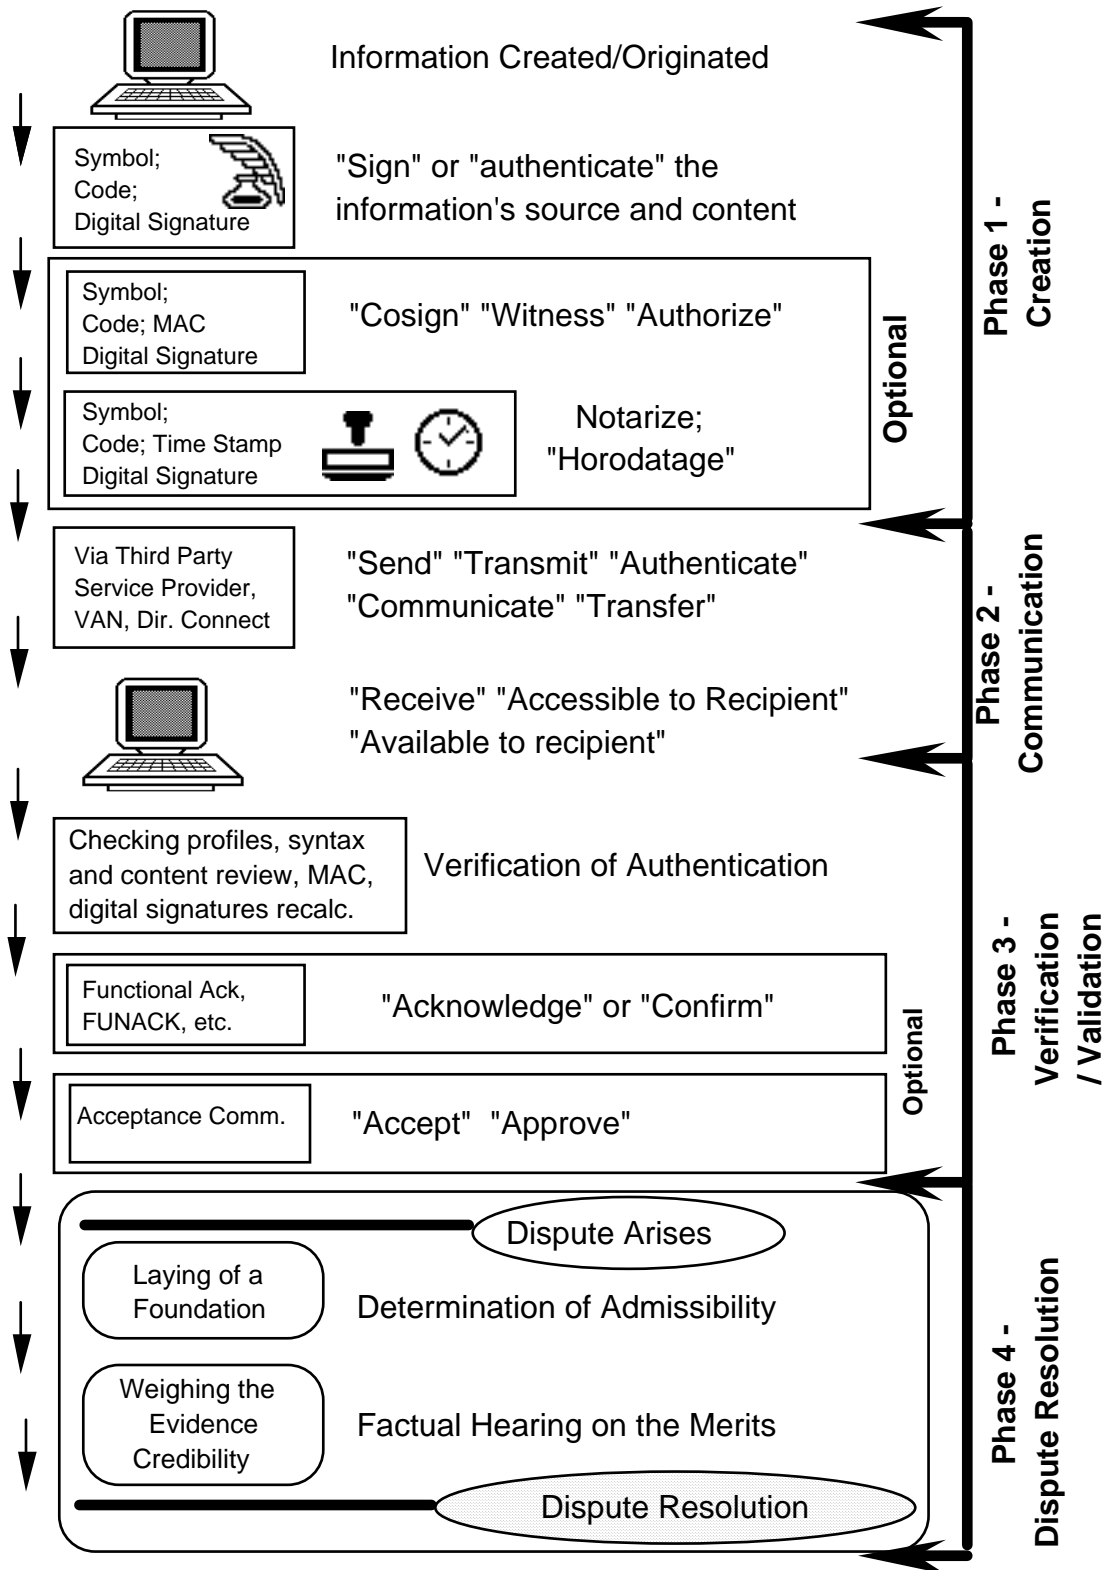 Information Created/Originated
Symbol;
Code;
Digital Signature
"Sign" or "authenticate" the
information's source and content
Symbol;
Code; MAC
Digital Signature
"Cosign" "Witness" "Authorize"
Symbol;
Code; Time Stamp
Digital Signature
Notarize;
"Horodatage"
Optional
Phase 1 -
Creation
Via Third Party
Service Provider,
VAN, Dir. Connect
"Send" "Transmit" "Authenticate"
"Communicate" "Transfer"
"Receive" "Accessible to Recipient"
"Available to recipient"
Phase 2 -
Communication
Checking profiles, syntax
and content review, MAC,
digital signatures recalc.
Verification of Authentication
Functional Ack,
FUNACK, etc.
"Acknowledge" or "Confirm"
Acceptance Comm.
"Accept" "Approve"
Optional
Phase 3 -
Verification
/ Validation
Dispute Arises
Laying of a
Foundation
Determination of Admissibility
Weighing the
Evidence
Credibility
Factual Hearing on the Merits
Dispute Resolution
Phase 4 -
Dispute Resolution